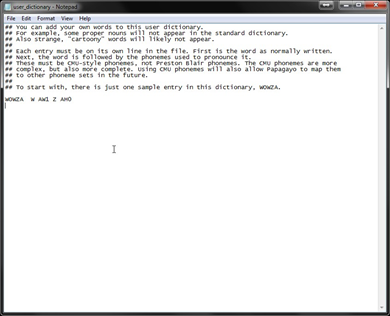 user_dictionary - Notepad
File Edit Format View Help
## You can add your own words to this user dictionary.
## For example, some proper nouns will not appear in the standard dictionary.
## Also strange, "cartoony" words will likely not appear.
##
## Each entry must be on its own line in the file. First is the word as normally written.
## Next, the word is followed by the phonemes used to pronounce it.
## These must be CMU-style phonemes, not Preston Blair phonemes. The CMU phonemes are more
## complex, but also more complete. Using CMU phonemes will also allow Papagayo to map them
## to other phoneme sets in the future.
##
## To start with, there is just one sample entry in this dictionary, WOWZA.
WOWZA W AW1 Z AH0